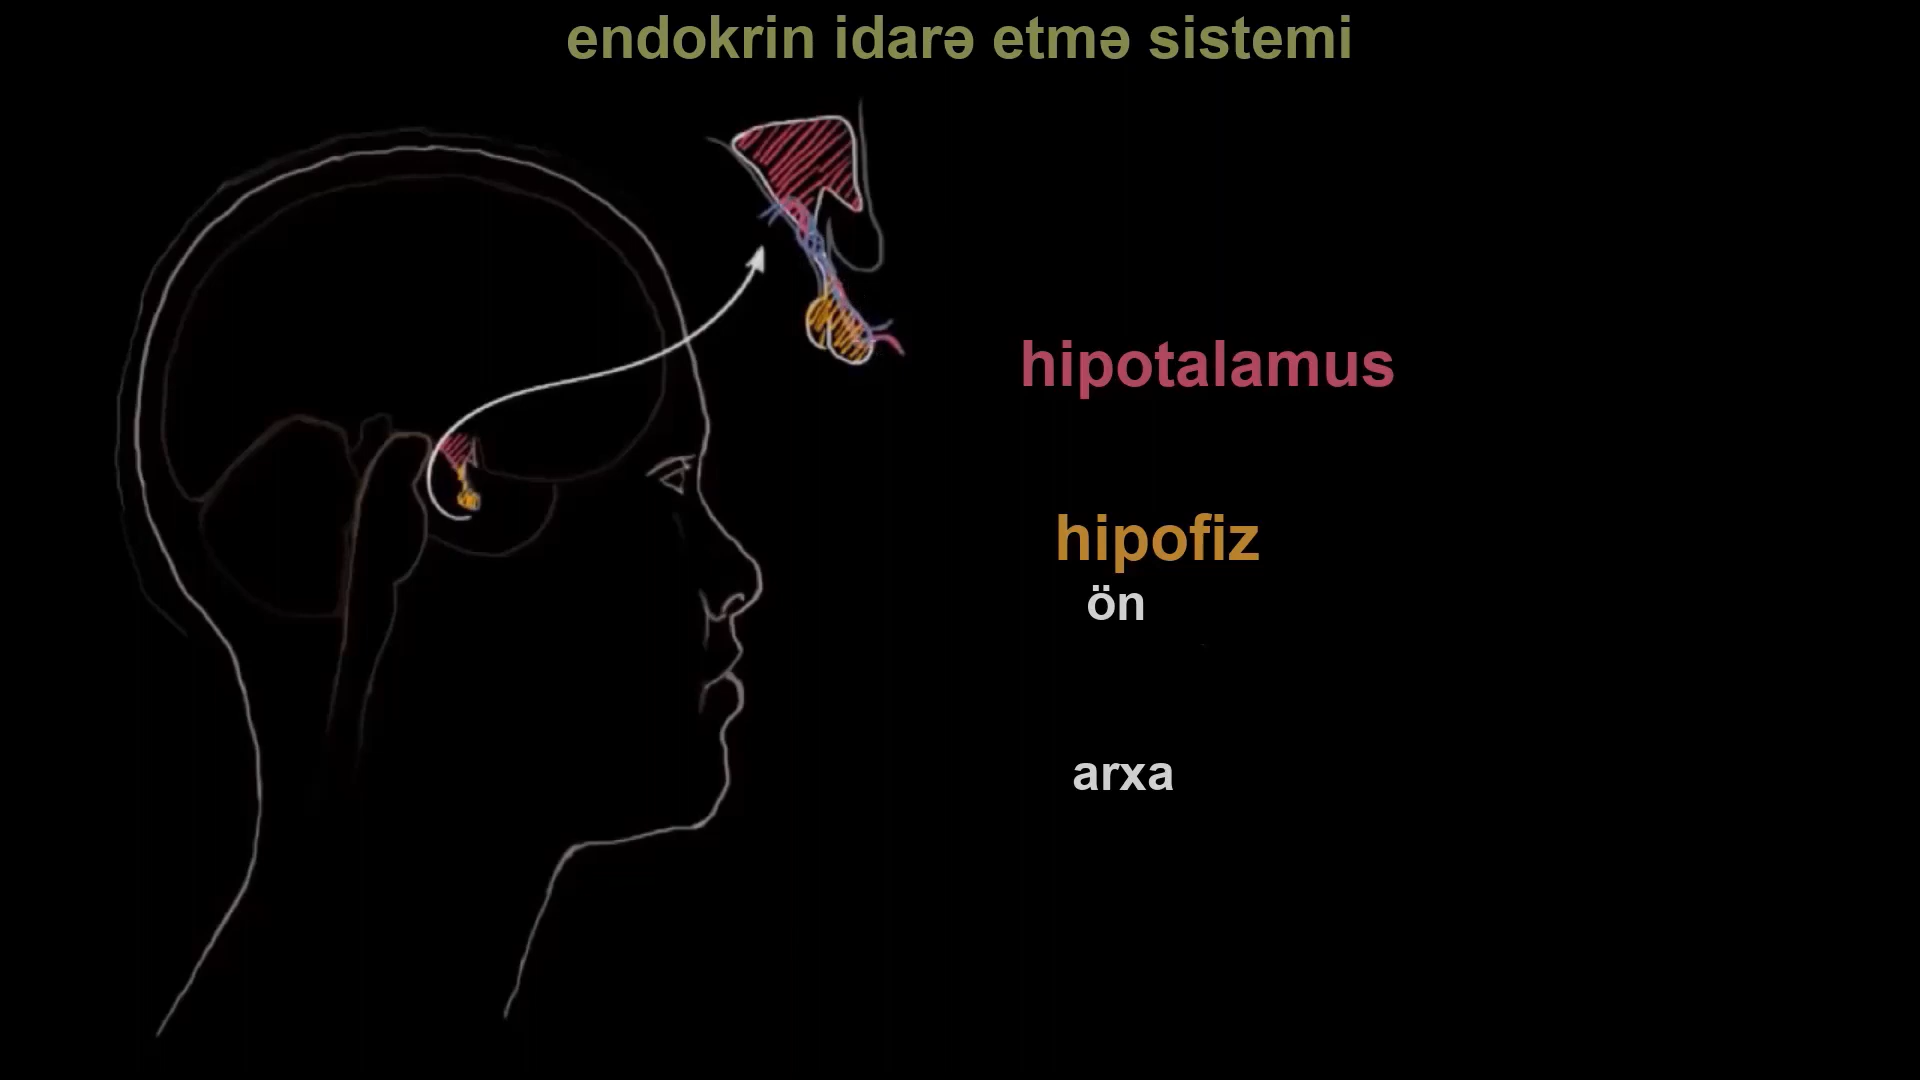 endokrin idarə etmə sistemi
hipotalamus
hipofiz
ön
arxa